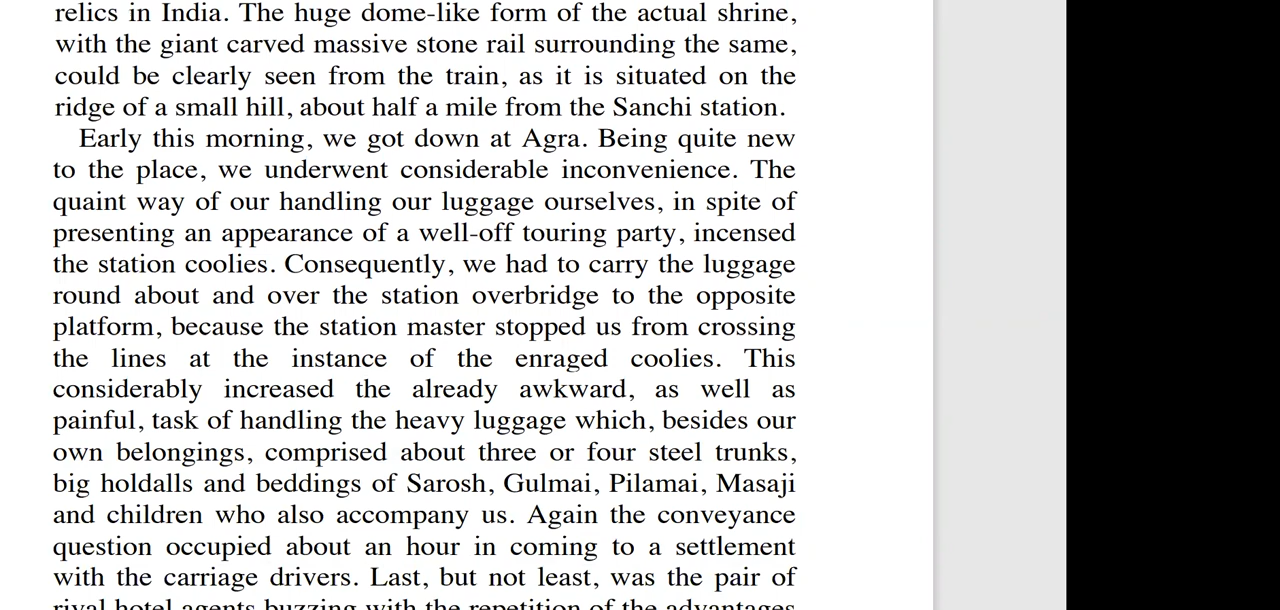 relics in India. The huge dome-like form of the actual shrine,
with the giant carved massive stone rail surrounding the same,
could be clearly seen from the train, as it is situated on the
ridge of a small hill, about half a mile from the Sanchi station.
Early this morning, we got down at Agra. Being quite new
to the place, we underwent considerable inconvenience. The
quaint way of our handling our luggage ourselves, in spite of
presenting an appearance of a well-off touring party, incensed
the station coolies. Consequently, we had to carry the luggage
round about and over the station overbridge to the opposite
platform, because the station master stopped us from crossing
the lines at the instance of the enraged coolies. This
considerably increased the already awkward, as well as
painful, task of handling the heavy luggage which, besides our
own belongings, comprised about three or four steel trunks,
big holdalls and beddings of Sarosh, Gulmai, Pilamai, Masaji
and children who also accompany us. Again the conveyance
question occupied about an hour in coming to a settlement
with the carriage drivers. Last, but not least, was the pair of
rival hotel agents buzzing with the repetition of the advantages